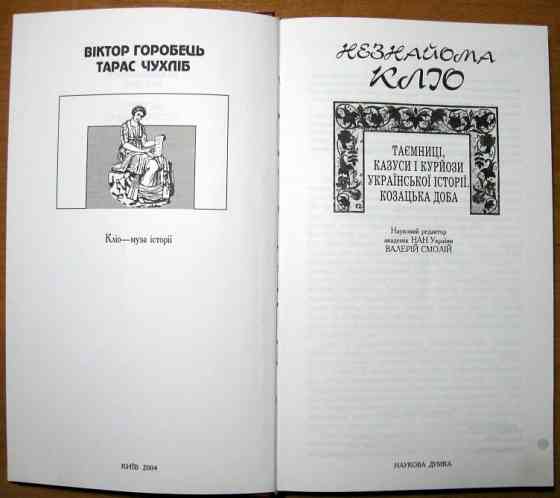 ВІКТОР ГОРОБЕЦЬ
ТАРАС ЧУХЛІБ
Кліо—муза історії
КИЇВ 2004
НЕЗНАЙОМА
КЛІО
ТАЄМНИЦІ,
КАЗУСИ І КУРЙОЗИ
УКРАЇНСЬКОЇ ІСТОРІЇ.
КОЗАЦЬКА ДОБА
Науковий редактор
академік НАН України
ВАЛЕРІЙ СМОЛІЙ
НАУКОВА ДУМКА